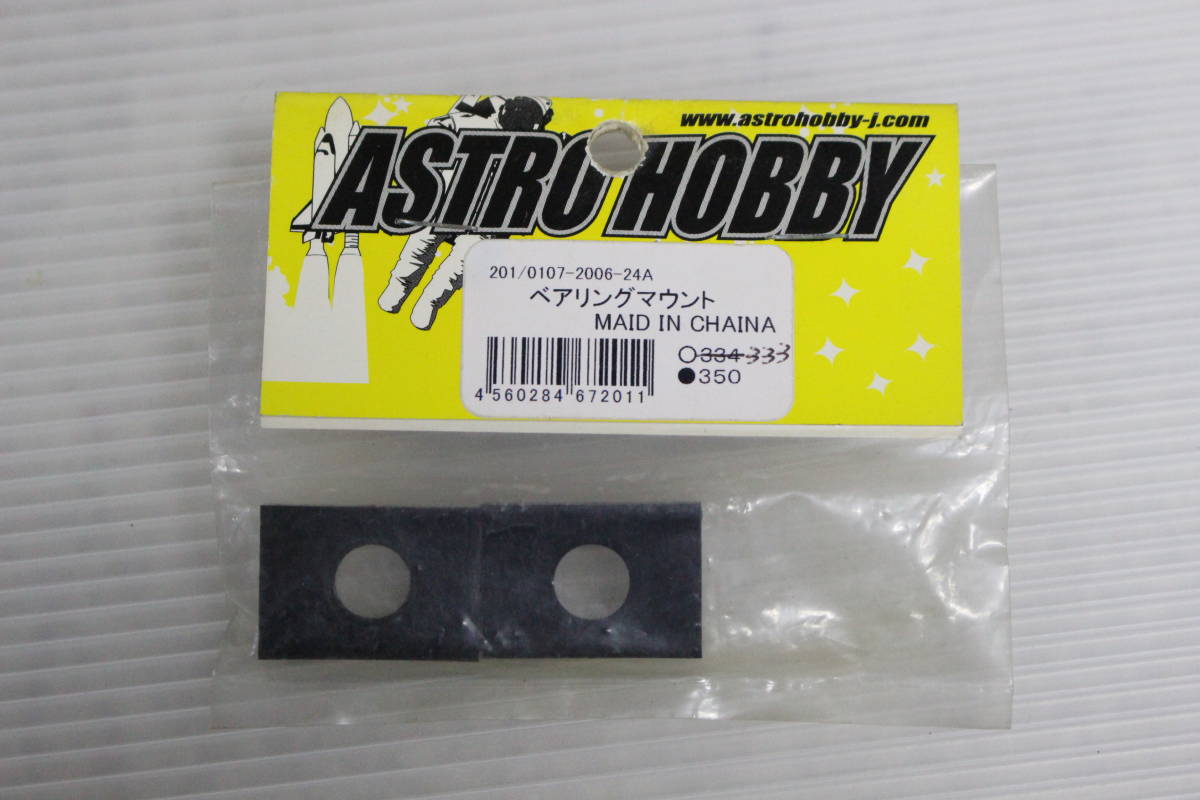 www.astrohobby-j.com
ASTRO HOBBY
201/0107-2006-24A
ベアリングマウント
MAID IN CHAINA
○334 333
●350
4 560284 672011